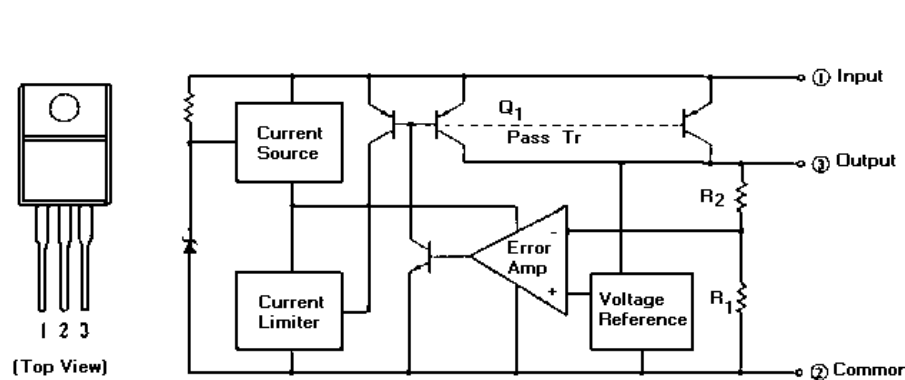 1 2 3
(Top View)
Current
Source
Current
Limiter
Q1
Pass Tr
Error
Amp
-
+
Voltage
Reference
R2
R1
① Input
③ Output
② Common